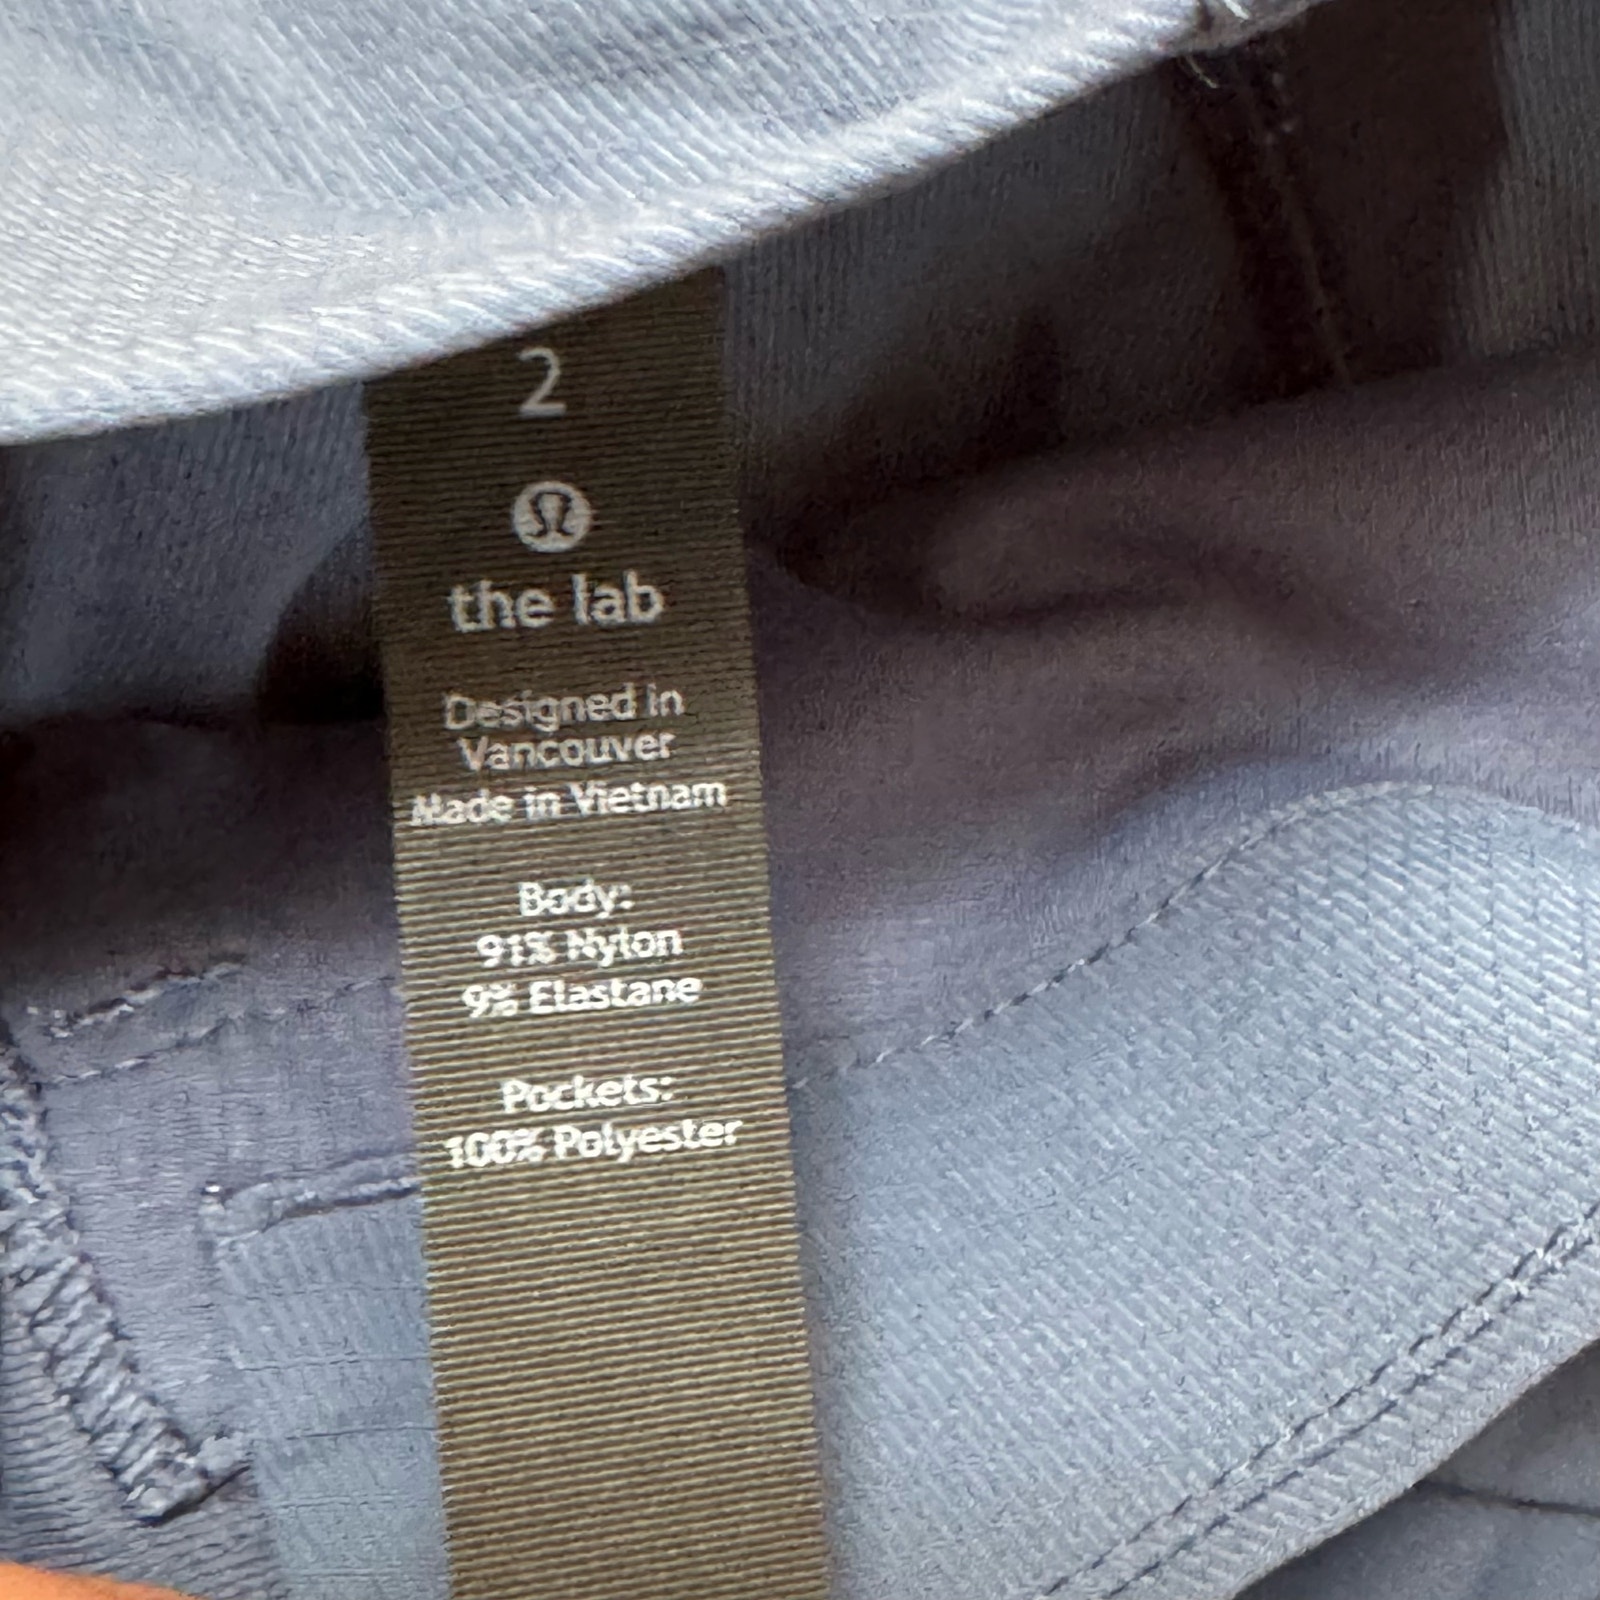 2
the lab
Designed in
Vancouver
Made in Vietnam
Body:
91% Nylon
9% Elastane
Pockets:
100% Polyester